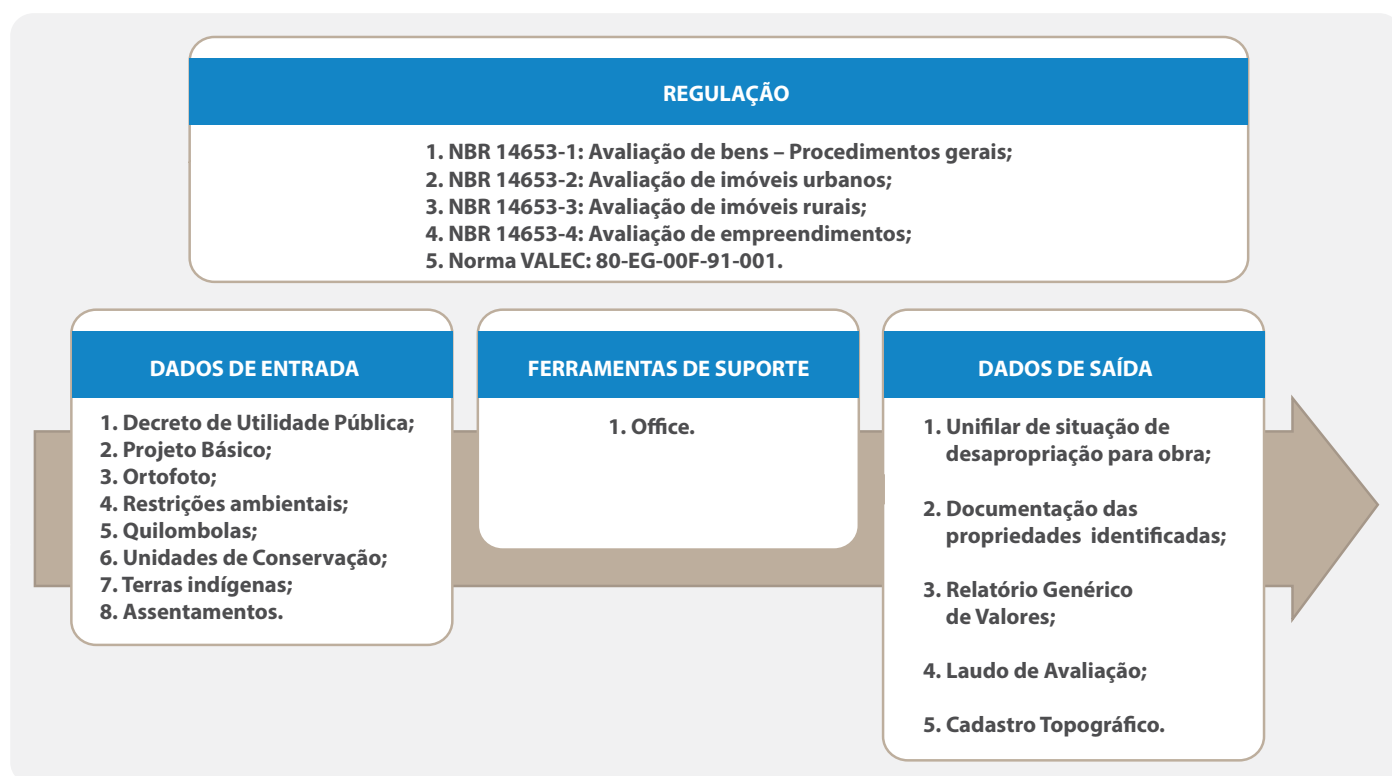 REGULAÇÃO
1. NBR 14653-1: Avaliação de bens – Procedimentos gerais;
2. NBR 14653-2: Avaliação de imóveis urbanos;
3. NBR 14653-3: Avaliação de imóveis rurais;
4. NBR 14653-4: Avaliação de empreendimentos;
5. Norma VALEC: 80-EG-00F-91-001.
DADOS DE ENTRADA
1. Decreto de Utilidade Pública;
2. Projeto Básico;
3. Ortofoto;
4. Restrições ambientais;
5. Quilombolas;
6. Unidades de Conservação;
7. Terras indígenas;
8. Assentamentos.
FERRAMENTAS DE SUPORTE
1. Office.
DADOS DE SAÍDA
1. Unifilar de situação de
desapropriação para obra;
2. Documentação das
propriedades identificadas;
3. Relatório Genérico
de Valores;
4. Laudo de Avaliação;
5. Cadastro Topográfico.